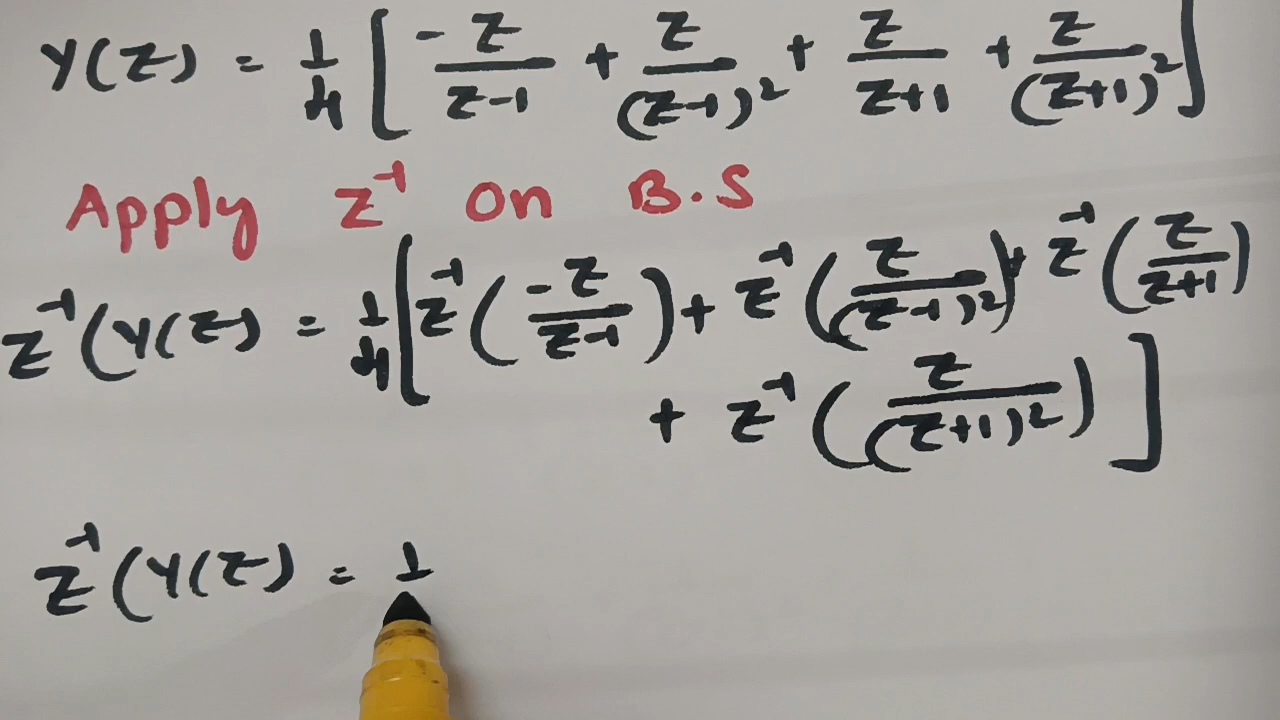 Y(Z) = 1/4 [ -Z/(Z-1) + Z/(Z-1)² + Z/(Z+1) + Z/(Z+1)² ]
Apply Z⁻¹ on B.S
Z⁻¹(Y(Z) = 1/4 [ Z⁻¹( -Z/(Z-1) ) + Z⁻¹( Z/(Z-1)² ) + Z⁻¹( Z/(Z+1) )
+ Z⁻¹( Z/(Z+1)² ) ]
Z⁻¹(Y(Z) = 1